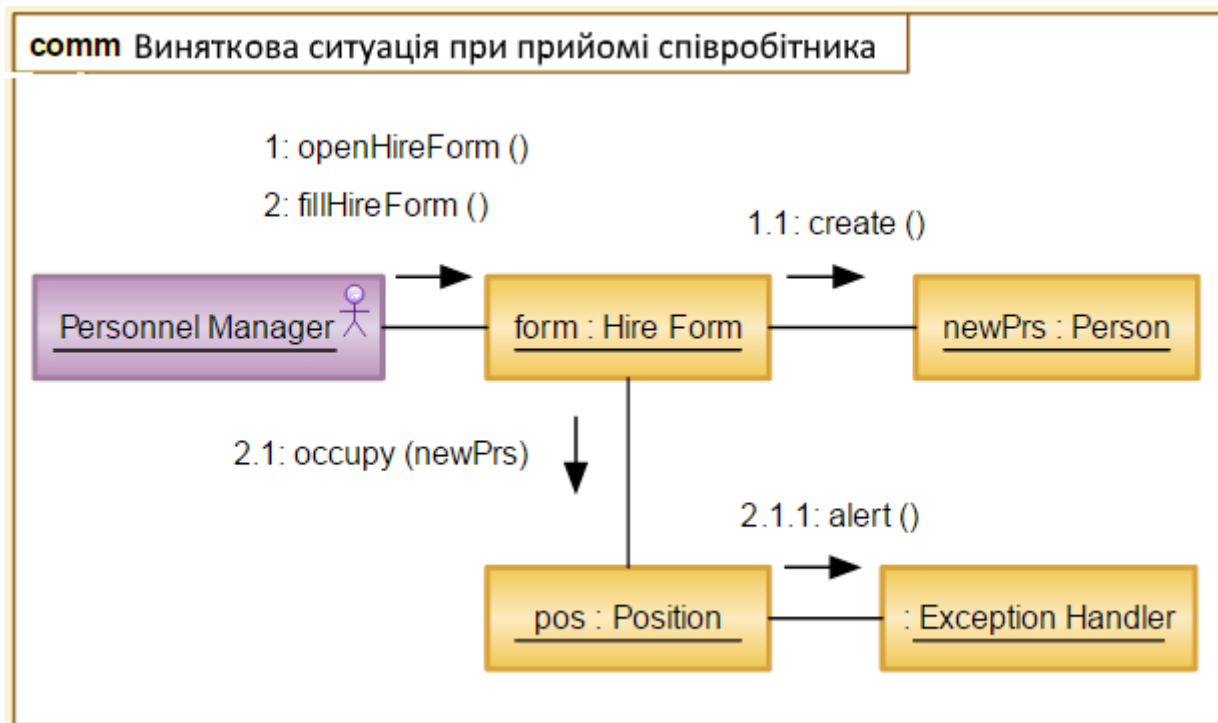 comm Виняткова ситуація при прийомі співробітника
1: openHireForm ()
2: fillHireForm ()
1.1: create ()
Personnel Manager
form : Hire Form
newPrs : Person
2.1: occupy (newPrs)
2.1.1: alert ()
pos : Position
: Exception Handler